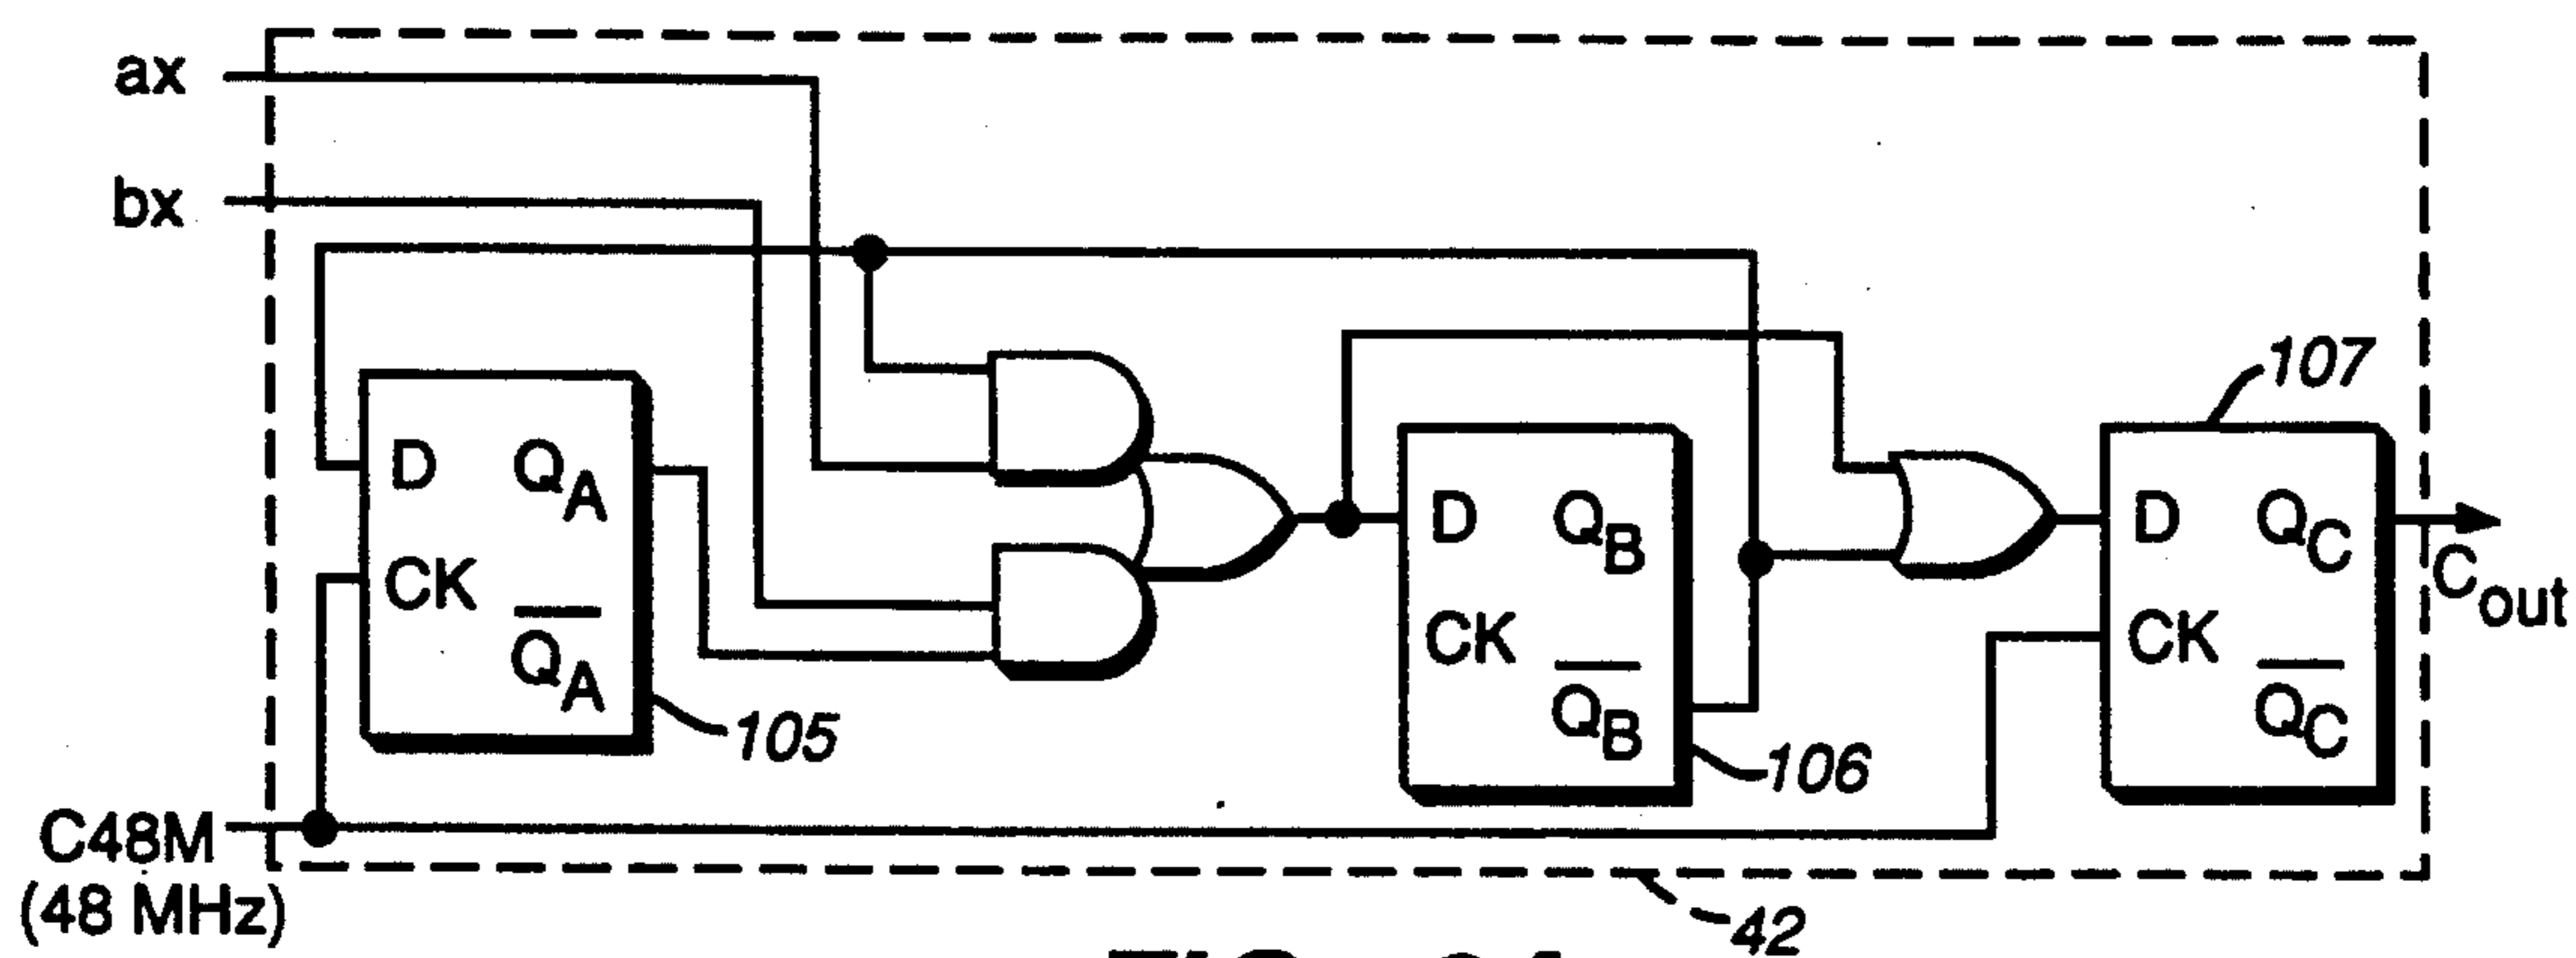 ax
bx
107
D Q_A
CK
Q̅_A
105
D Q_B
CK
Q̅_B
106
D Q_C
CK
Q̅_C
C_out
C48M
(48 MHz)
42